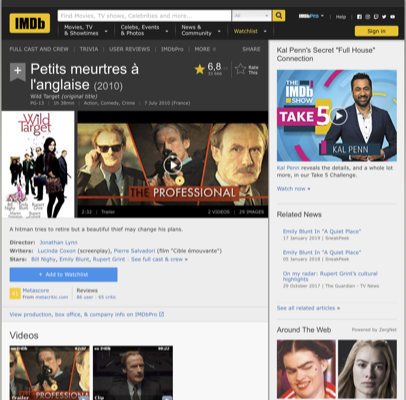 IMDb
Find Movies, TV shows, Celebrities and more...
All
IMDbPro
Help
Movies, TV & Showtimes
Celebs, Events & Photos
News & Community
Watchlist
Sign in
FULL CAST AND CREW | TRIVIA | USER REVIEWS | IMDbPro | MORE
SHARE
Petits meurtres à l'anglaise (2010)
Wild Target (original title)
PG-13 | 1h 38min | Action, Comedy, Crime | 7 July 2010 (France)
6,8
Rate This
Wild Target
THE PROFESSIONAL
2:32 | Trailer
2 VIDEOS | 29 IMAGES
A hitman tries to retire but a beautiful thief may change his plans.
Director: Jonathan Lynn
Writers: Lucinda Coxon (screenplay), Pierre Salvadori (film "Cible émouvante")
Stars: Bill Nighy, Emily Blunt, Rupert Grint | See full cast & crew »
+ Add to Watchlist
Metascore
From metacritic.com
Reviews
86 user | 65 critic
View production, box office, & company info on IMDbPro
Videos
Trailer
Clip
Kal Penn's Secret "Full House" Connection
THE IMDb SHOW
TAKE 5
KAL PENN
Kal Penn reveals the details, and a whole lot more, in our Take 5 Challenge.
Watch now »
Related News
Emily Blunt In "A Quiet Place"
17 January 2019 | SneakPeek
Emily Blunt In "A Quiet Place"
05 January 2019 | SneakPeek
On my radar: Rupert Grint's cultural highlights
29 October 2017 | The Guardian - TV News
See all related articles »
Around The Web
Powered by ZergNet